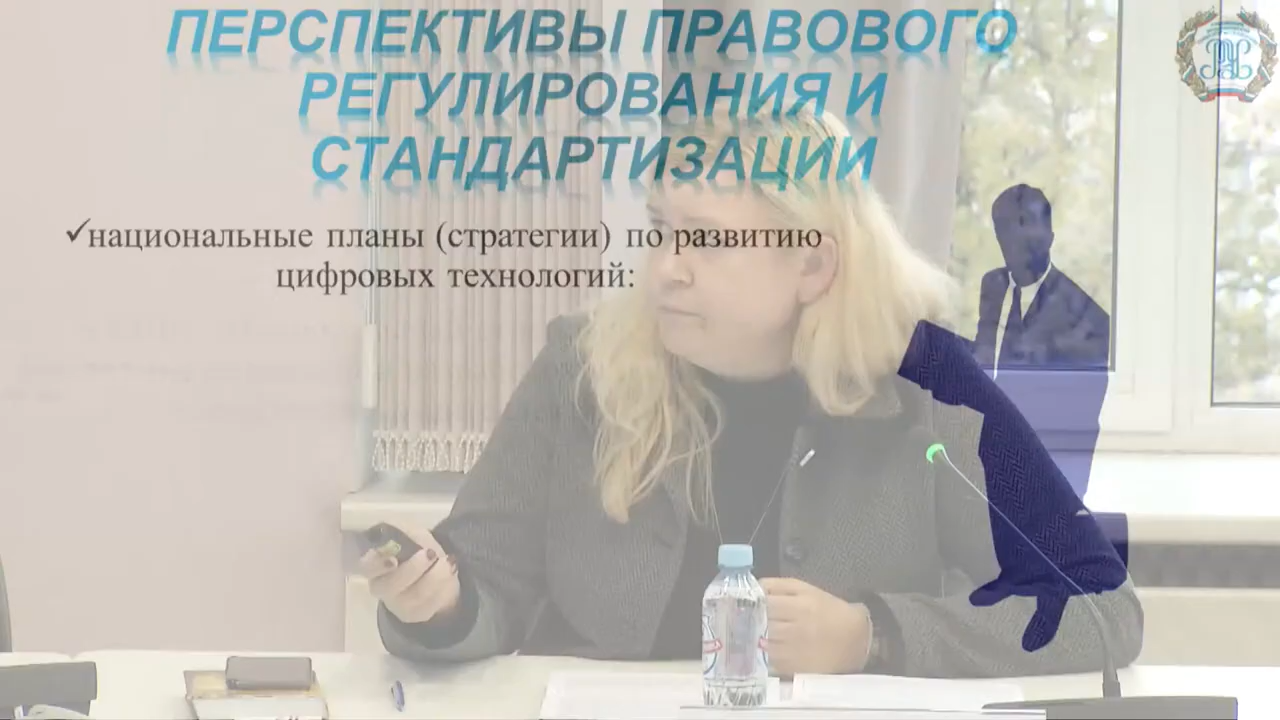 ПЕРСПЕКТИВЫ ПРАВОВОГО
РЕГУЛИРОВАНИЯ И
СТАНДАРТИЗАЦИИ
✓национальные планы (стратегии) по развитию
цифровых технологий: